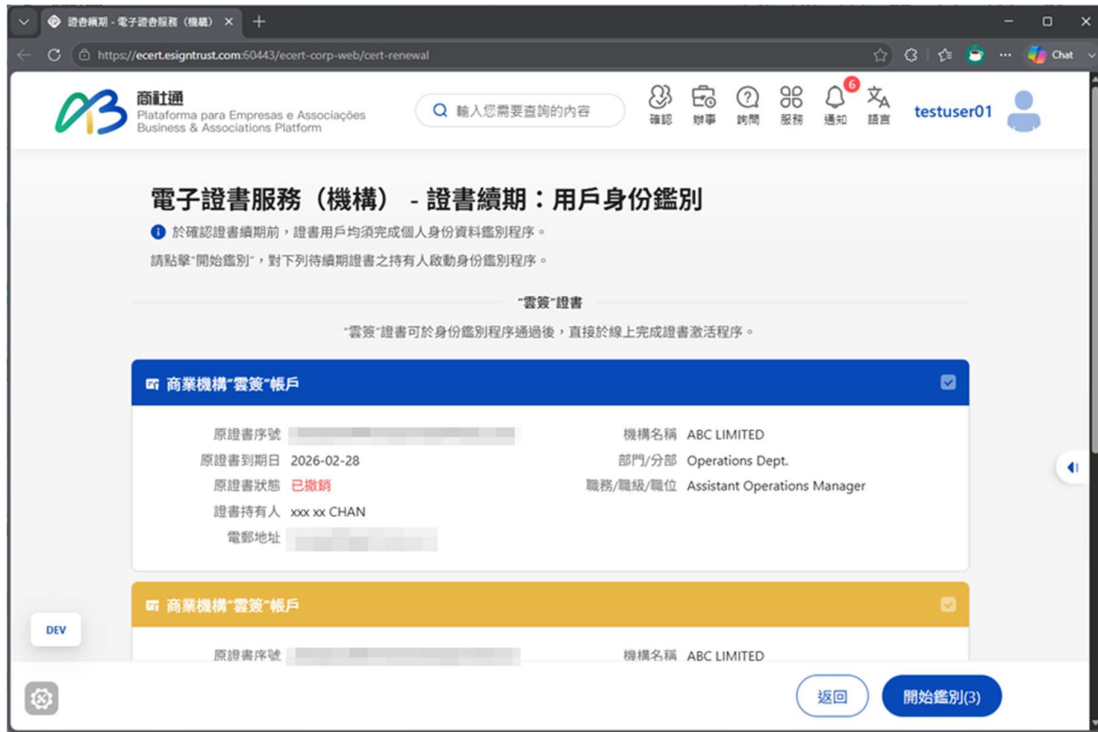 證書續期 - 電子證書服務（機構）
https://ecert.esigntrust.com:60443/ecert-corp-web/cert-renewal
Chat
商社通
Plataforma para Empresas e Associações
Business & Associations Platform
輸入您需要查詢的內容
確認
辦事
詢問
服務
6
通知
語言
testuser01
電子證書服務（機構） - 證書續期：用戶身份鑑別
於確認證書續期前，證書用戶均須完成個人身份資料鑑別程序。
請點擊"開始鑑別"，對下列待續期證書之持有人啟動身份鑑別程序。
"雲簽"證書
"雲簽"證書可於身份鑑別程序通過後，直接於線上完成證書激活程序。
商業機構"雲簽"帳戶
原證書序號
機構名稱 ABC LIMITED
原證書到期日 2026-02-28
部門/分部 Operations Dept.
原證書狀態 已撤銷
職務/職級/職位 Assistant Operations Manager
證書持有人 xxx xx CHAN
電郵地址
商業機構"雲簽"帳戶
DEV
原證書序號
機構名稱 ABC LIMITED
返回
開始鑑別(3)